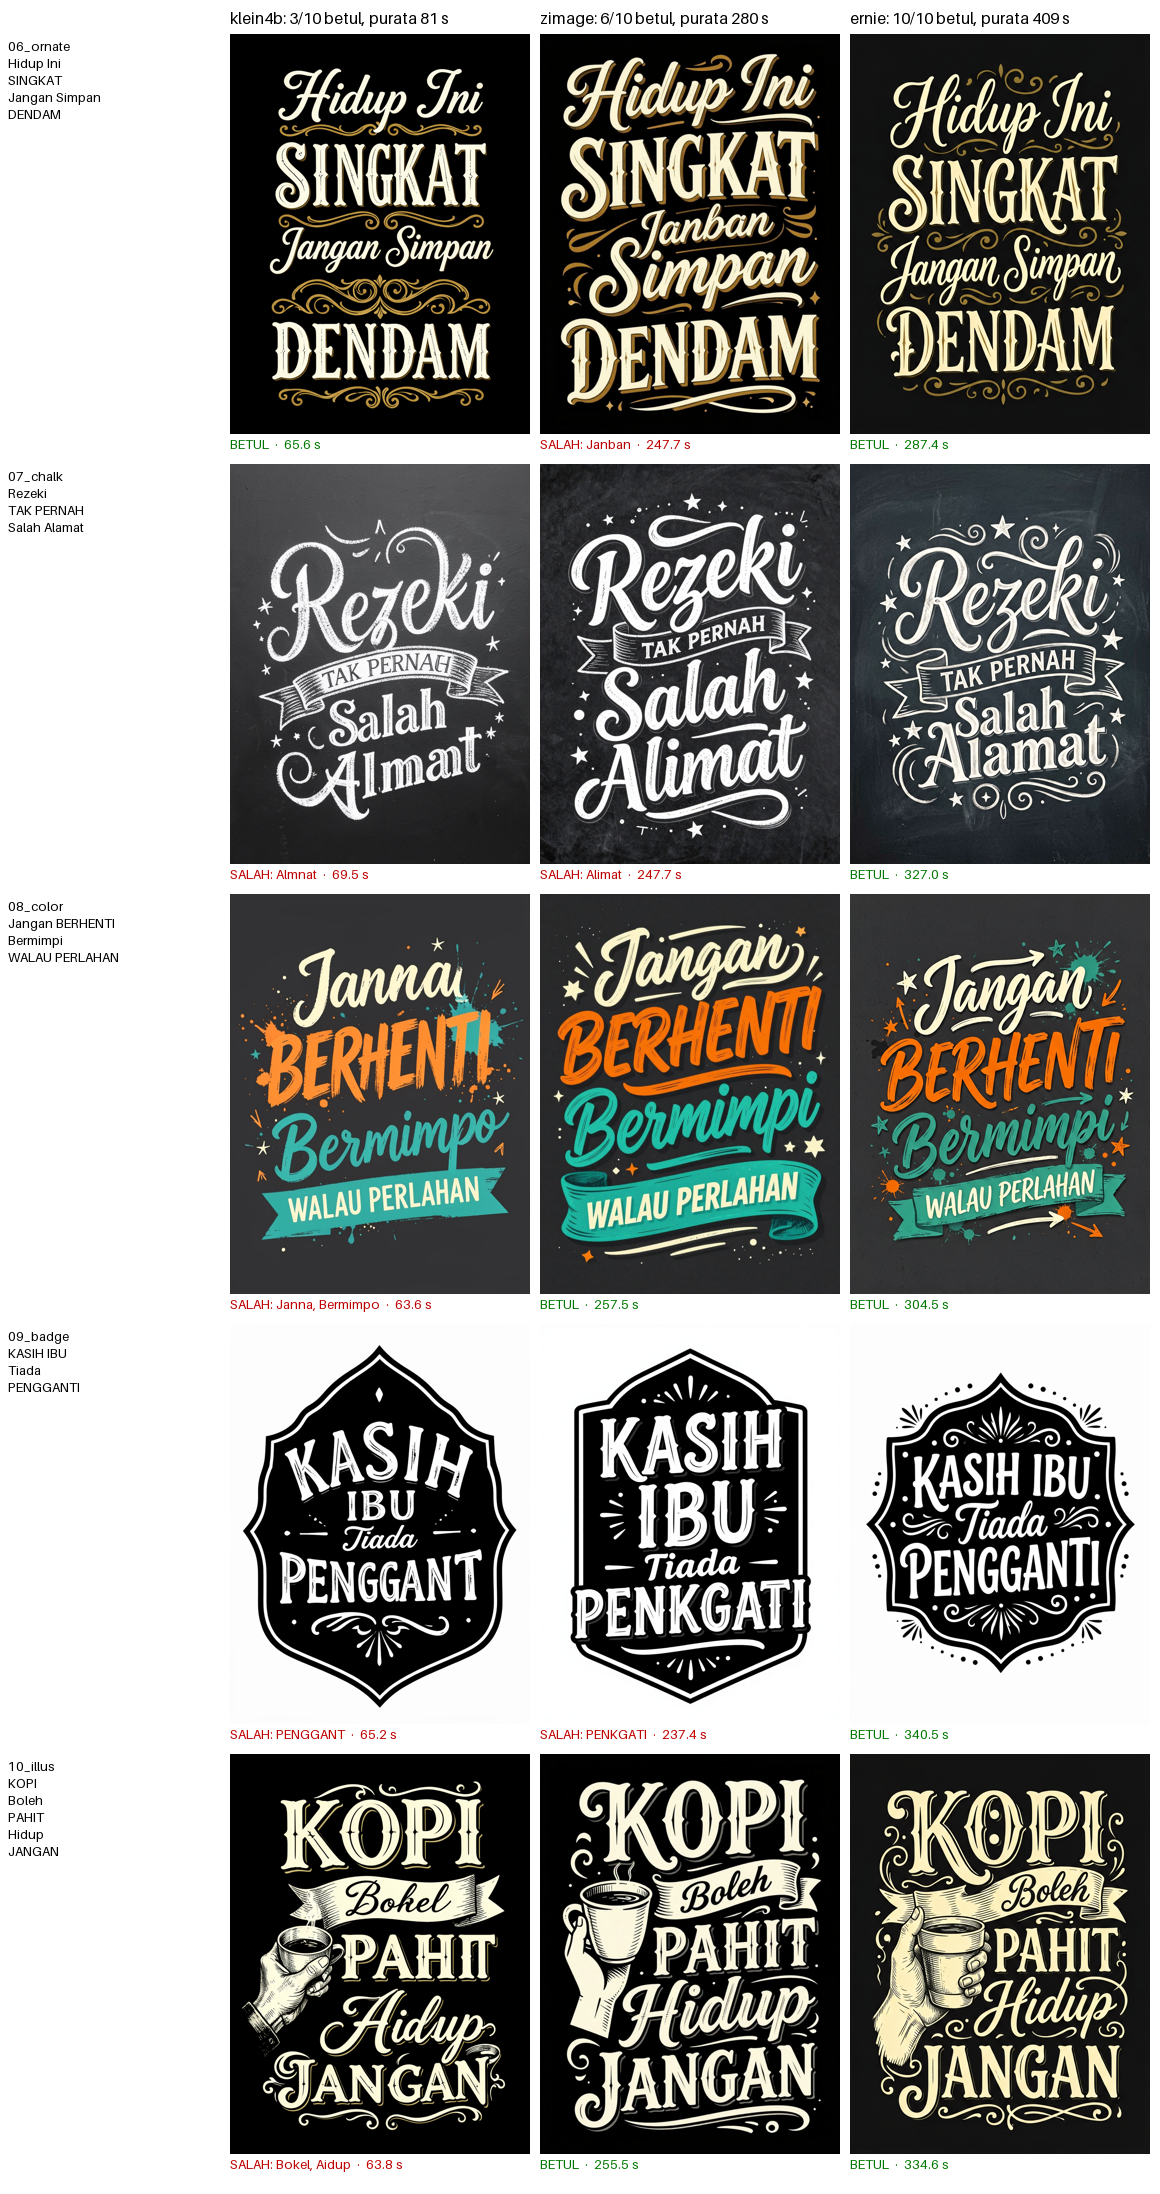 klein4b: 3/10 betul, purata 81 s
zimage: 6/10 betul, purata 280 s
ernie: 10/10 betul, purata 409 s
06_ornate
Hidup Ini
SINGKAT
Jangan Simpan
DENDAM
Hidup Ini
SINGKAT
Jangan Simpan
DENDAM
Hidup Ini
SINGKAT
Janban
Simpan
DENDAM
Hidup Ini
SINGKAT
Jangan Simpan
DENDAM
BETUL · 65.6 s
SALAH: Janban · 247.7 s
BETUL · 287.4 s
07_chalk
Rezeki
TAK PERNAH
Salah Alamat
Rezeki
TAK PERNAH
Salah
Almant
Rezeki
TAK PERNAH
Salah
Alimat
Rezeki
TAK PERNAH
Salah
Alamat
SALAH: Almnat · 69.5 s
SALAH: Alimat · 247.7 s
BETUL · 327.0 s
08_color
Jangan BERHENTI
Bermimpi
WALAU PERLAHAN
Janna
BERHENTI
Bermimpo
WALAU PERLAHAN
Jangan
BERHENTI
Bermimpi
WALAU PERLAHAN
Jangan
BERHENTI
Bermimpi
WALAU PERLAHAN
SALAH: Janna, Bermimpo · 63.6 s
BETUL · 257.5 s
BETUL · 304.5 s
09_badge
KASIH IBU
Tiada
PENGGANTI
KASIH
IBU
Tiada
PENGGANT
KASIH
IBU
Tiada
PENKGATI
KASIH IBU
Tiada
PENGGANTI
SALAH: PENGGANT · 65.2 s
SALAH: PENKGATI · 237.4 s
BETUL · 340.5 s
10_illus
KOPI
Boleh
PAHIT
Hidup
JANGAN
KOPI
Bokel
PAHIT
Aidup
JANGAN
KOPI
Boleh
PAHIT
Hidup
JANGAN
KOPI
Boleh
PAHIT
Hidup
JANGAN
SALAH: Bokel, Aidup · 63.8 s
BETUL · 255.5 s
BETUL · 334.6 s